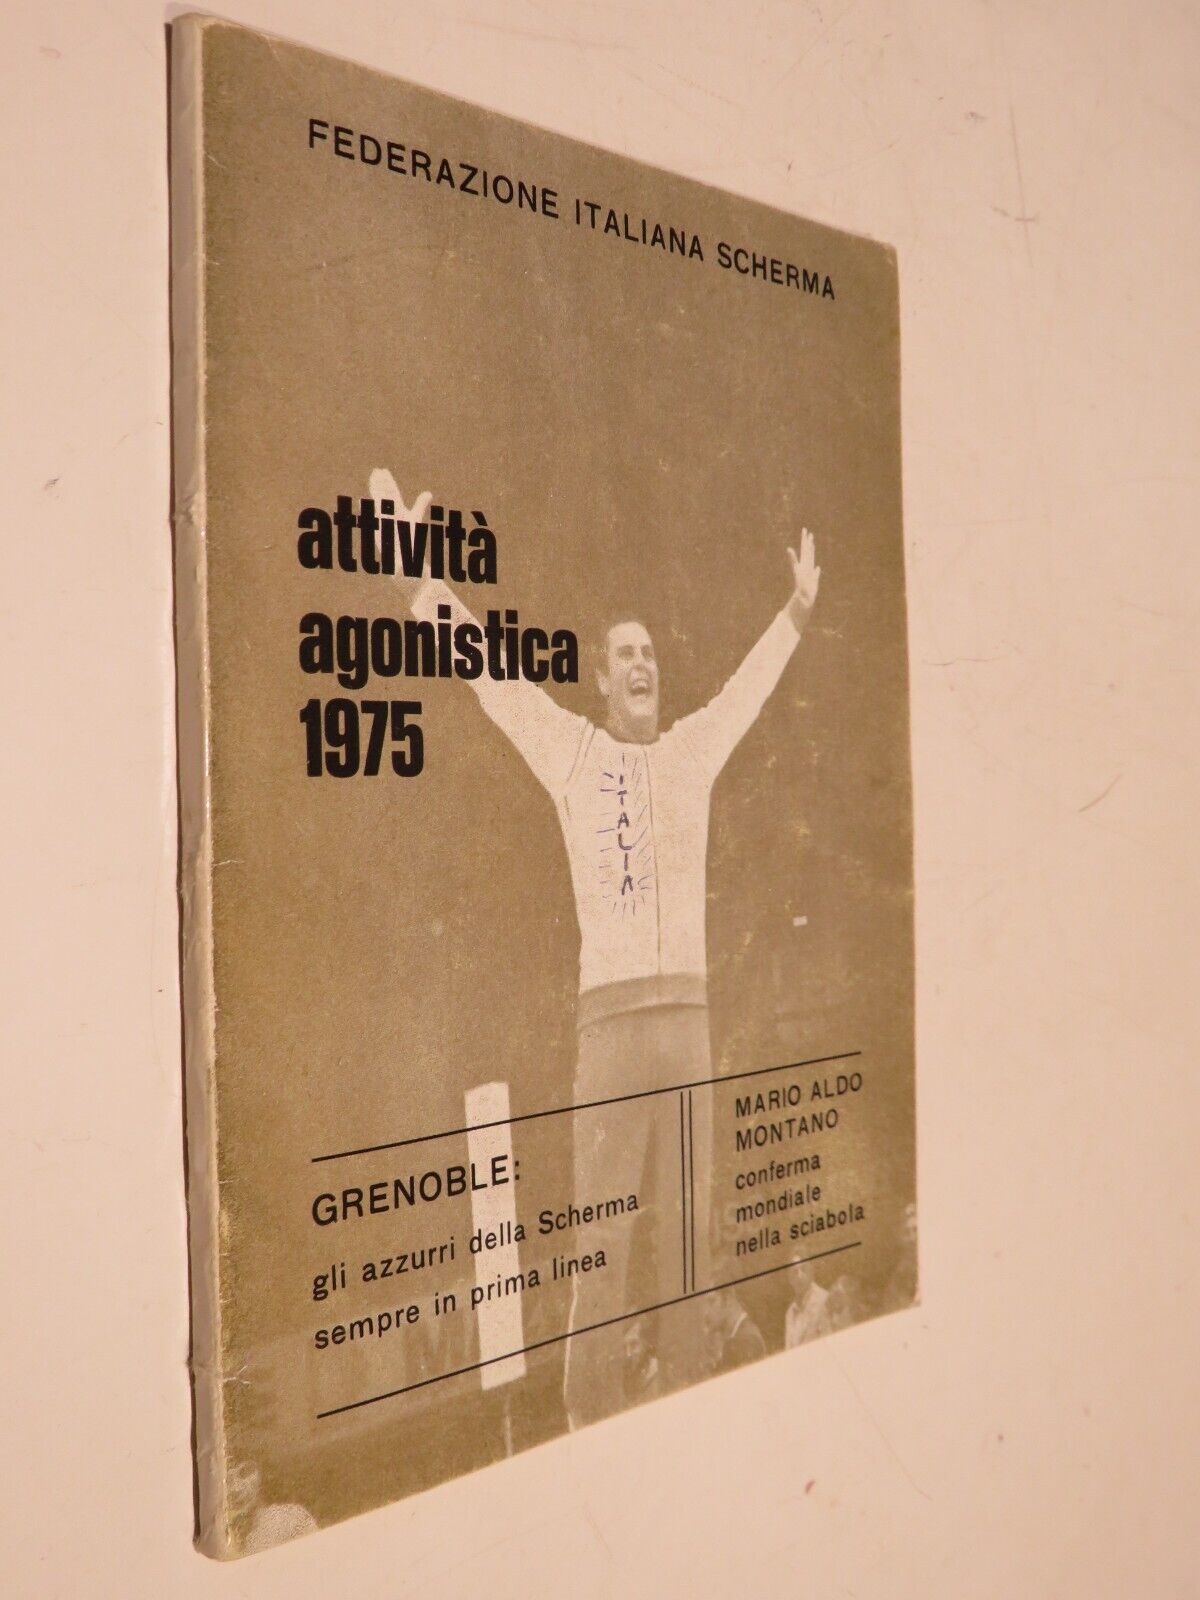 FEDERAZIONE ITALIANA SCHERMA
attività
agonistica
1975
ITALIA
GRENOBLE:
gli azzurri della Scherma
sempre in prima linea
MARIO ALDO
MONTANO
conferma
mondiale
nella sciabola